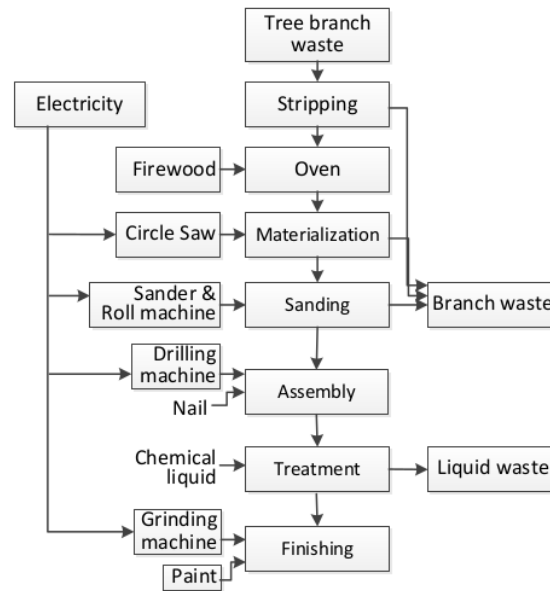 Tree branch
waste
Electricity
Stripping
Firewood
Oven
Circle Saw
Materialization
Sander &
Roll machine
Sanding
Branch waste
Drilling
machine
Nail
Assembly
Chemical
liquid
Treatment
Liquid waste
Grinding
machine
Finishing
Paint